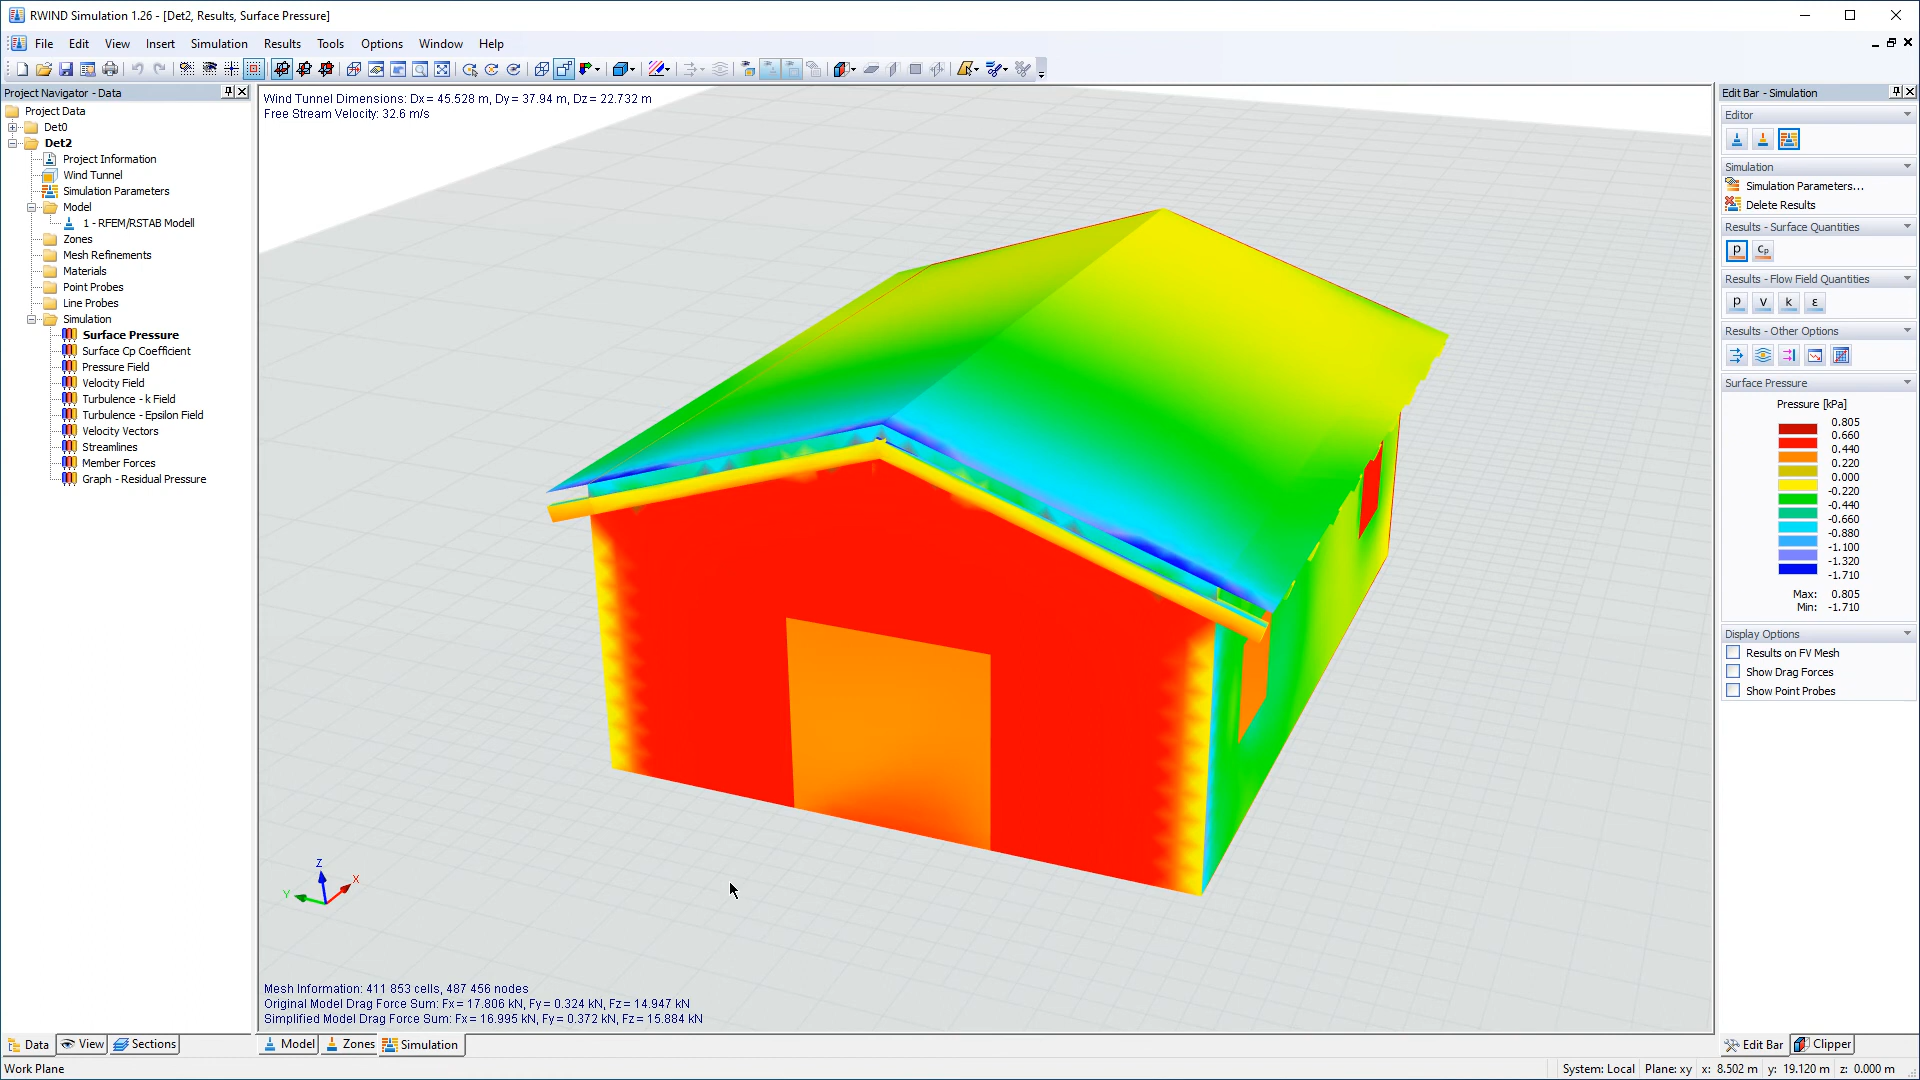 RWIND Simulation 1.26 - [Det2, Results, Surface Pressure]
File Edit View Insert Simulation Results Tools Options Window Help
Project Navigator - Data
Project Data
Det0
Det2
Project Information
Wind Tunnel
Simulation Parameters
Model
1 - RFEM/RSTAB Modell
Zones
Mesh Refinements
Materials
Point Probes
Line Probes
Simulation
Surface Pressure
Surface Cp Coefficient
Pressure Field
Velocity Field
Turbulence - k Field
Turbulence - Epsilon Field
Velocity Vectors
Streamlines
Member Forces
Graph - Residual Pressure
Data View Sections
Wind Tunnel Dimensions: Dx = 45.528 m, Dy = 37.94 m, Dz = 22.732 m
Free Stream Velocity: 32.6 m/s
Z
X
Y
Mesh Information: 411 853 cells, 487 456 nodes
Original Model Drag Force Sum: Fx = 17.806 kN, Fy = 0.324 kN, Fz = 14.947 kN
Simplified Model Drag Force Sum: Fx = 16.995 kN, Fy = 0.372 kN, Fz = 15.884 kN
Model Zones Simulation
Edit Bar - Simulation
Editor
Simulation
Simulation Parameters...
Delete Results
Results - Surface Quantities
p Cp
Results - Flow Field Quantities
p v k ε
Results - Other Options
Surface Pressure
Pressure [kPa]
0.805
0.660
0.440
0.220
0.000
-0.220
-0.440
-0.660
-0.880
-1.100
-1.320
-1.710
Max: 0.805
Min: -1.710
Display Options
Results on FV Mesh
Show Drag Forces
Show Point Probes
Edit Bar Clipper
Work Plane
System: Local Plane: xy x: 8.502 m y: 19.120 m z: 0.000 m